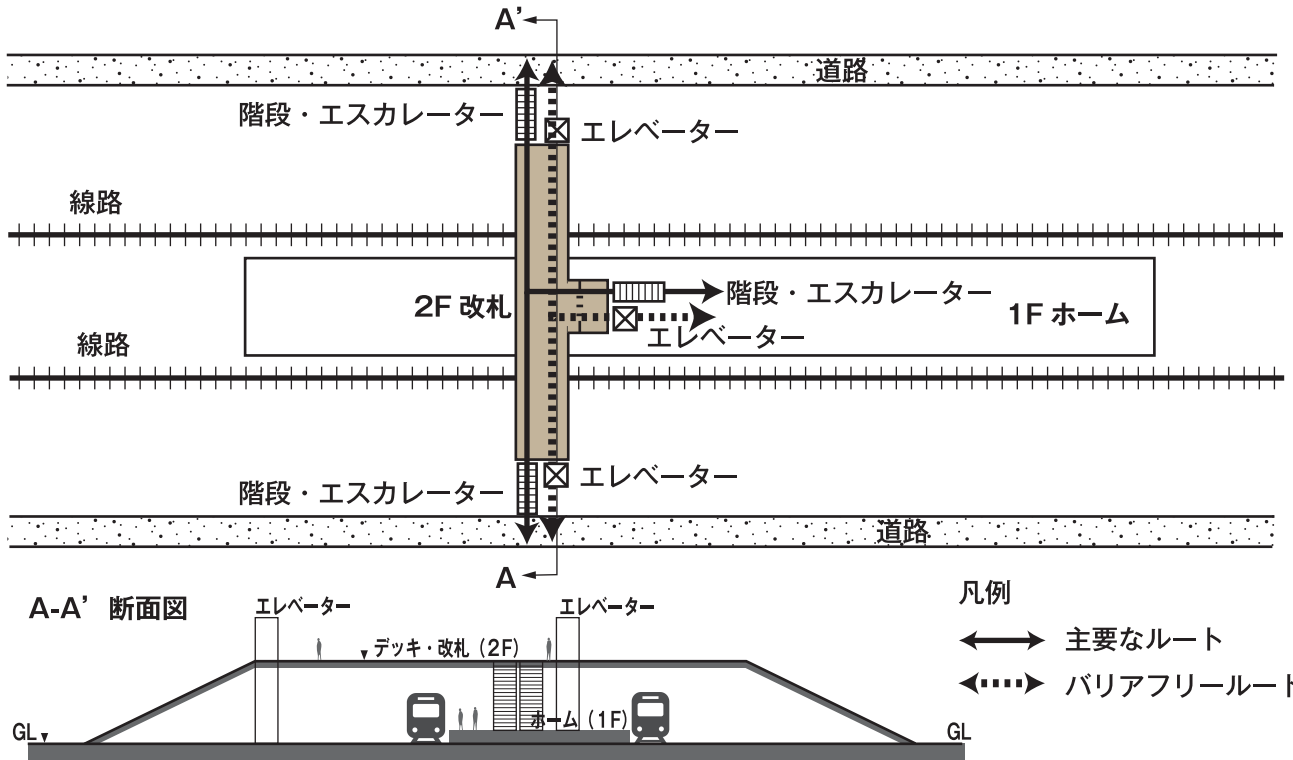 A'
道路
階段・エスカレーター
エレベーター
線路
2F 改札
階段・エスカレーター
1F ホーム
エレベーター
線路
階段・エスカレーター
エレベーター
道路
A
A-A' 断面図
エレベーター
エレベーター
デッキ・改札（2F）
ホーム（1F）
GL
GL
凡例
主要なルート
バリアフリールート